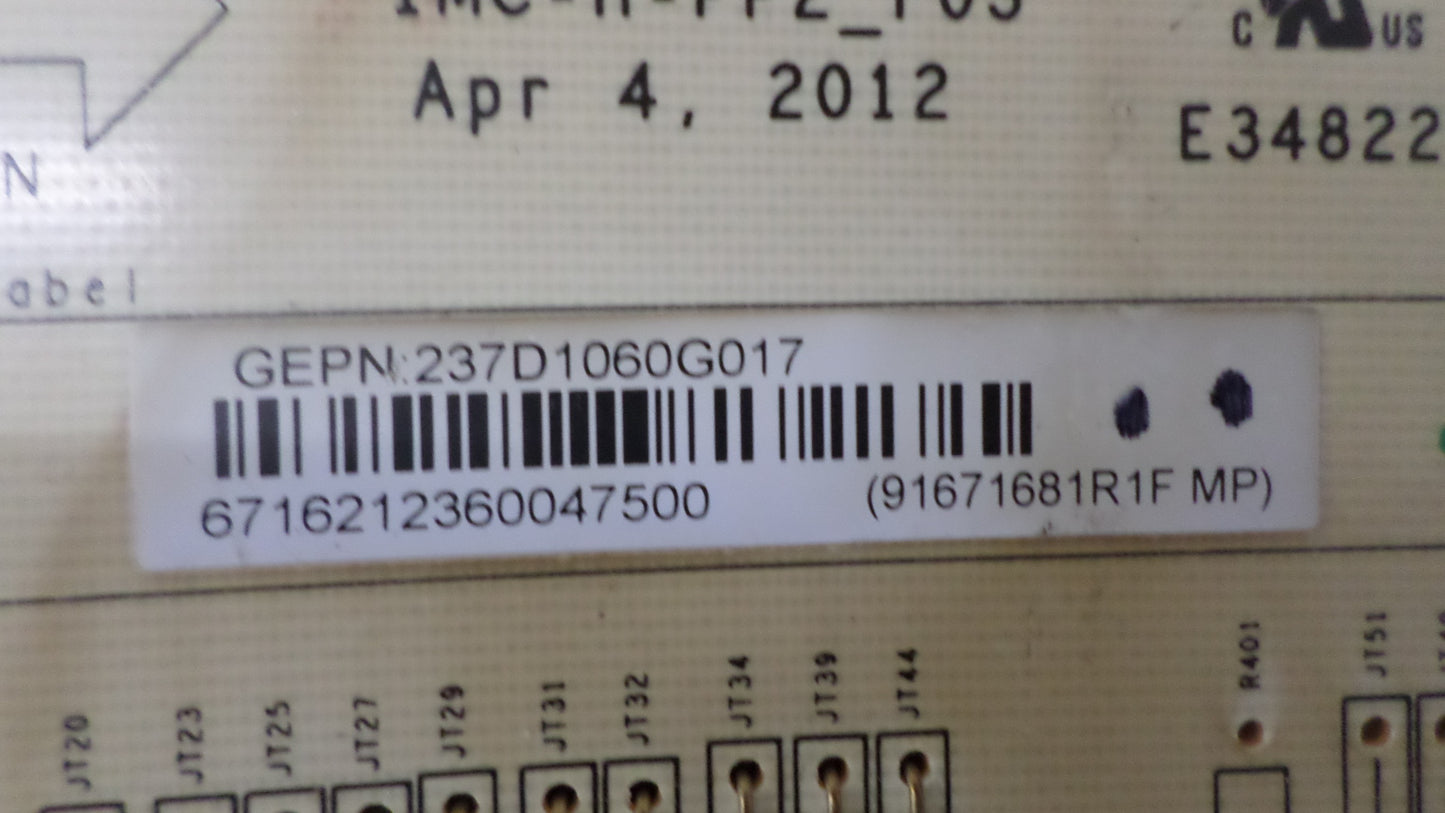 Apr 4, 2012
C US
E34822
N
abel
GEPN:237D1060G017
6716212360047500 (91671681R1F MP)
JT20
JT23
JT25
JT27
JT29
JT31
JT32
JT34
JT39
JT44
R401
JT51